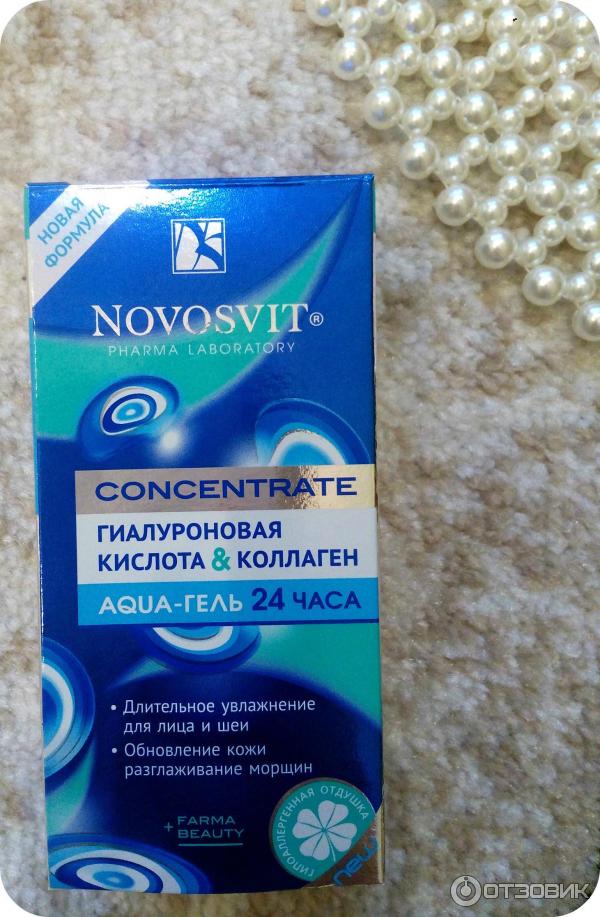 НОВАЯ
ФОРМУЛА
NOVOSVIT®
PHARMA LABORATORY
CONCENTRATE
ГИАЛУРОНОВАЯ
КИСЛОТА & КОЛЛАГЕН
AQUA-ГЕЛЬ 24 ЧАСА
• Длительное увлажнение
для лица и шеи
• Обновление кожи
разглаживание морщин
+ FARMA
BEAUTY
ГИПОАЛЛЕРГЕННАЯ ОТДУШКА
new
ОТЗОВИК